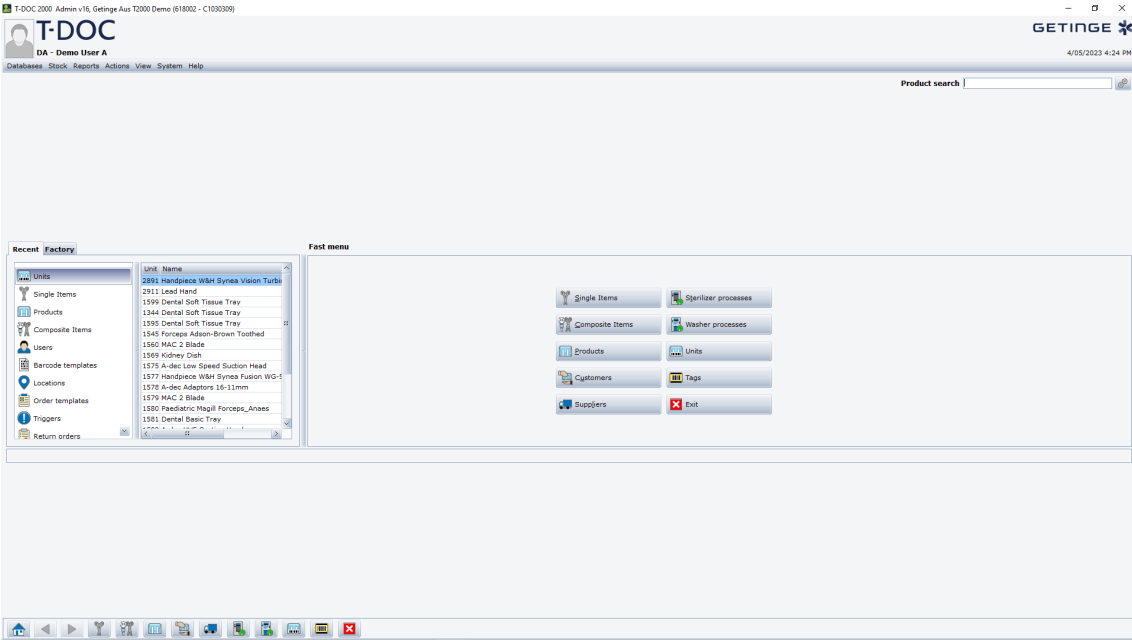 T-DOC 2000 Admin v16, Getinge Aus T2000 Demo (618002 - C1030309)
T-DOC
GETINGE
DA - Demo User A
4/05/2023 4:24 PM
Databases Stock Reports Actions View System Help
Product search
Recent Factory
Fast menu
Units
Single Items
Products
Composite Items
Users
Barcode templates
Locations
Order templates
Triggers
Return orders
Unit Name
2891 Handpiece W&H Synea Vision Turbi
2911 Lead Hand
1599 Dental Soft Tissue Tray
1344 Dental Soft Tissue Tray
1595 Dental Soft Tissue Tray
1545 Forceps Adson-Brown Toothed
1560 MAC 2 Blade
1569 Kidney Dish
1575 A-dec Low Speed Suction Head
1577 Handpiece W&H Synea Fusion WG-
1578 A-dec Adaptors 16-11mm
1579 MAC 2 Blade
1580 Paediatric Magill Forceps_Anaes
1581 Dental Basic Tray
Single Items
Sterilizer processes
Composite Items
Washer processes
Products
Units
Customers
Tags
Suppliers
Exit